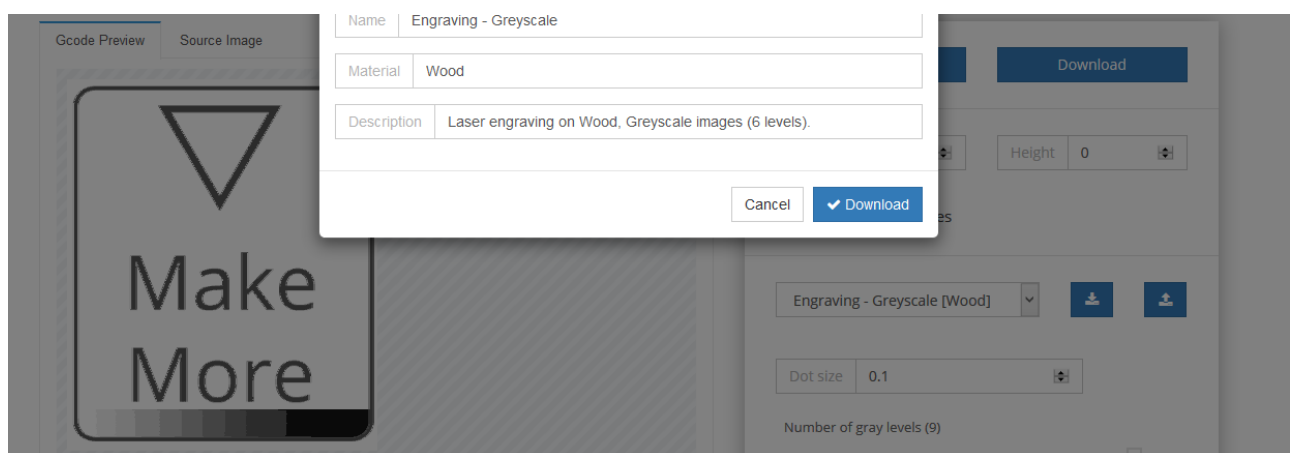 Name Engraving - Greyscale
Gcode Preview Source Image
Material Wood
Download
Description Laser engraving on Wood, Greyscale images (6 levels).
Height 0
Cancel Download
es
Make
More
Engraving - Greyscale [Wood]
Dot size 0.1
Number of gray levels (9)